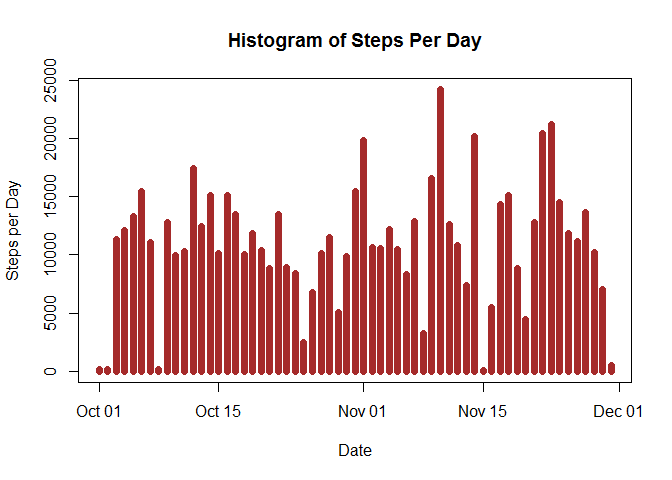 Histogram of Steps Per Day
Steps per Day
25000
20000
15000
10000
5000
0
Oct 01 Oct 15 Nov 01 Nov 15 Dec 01
Date